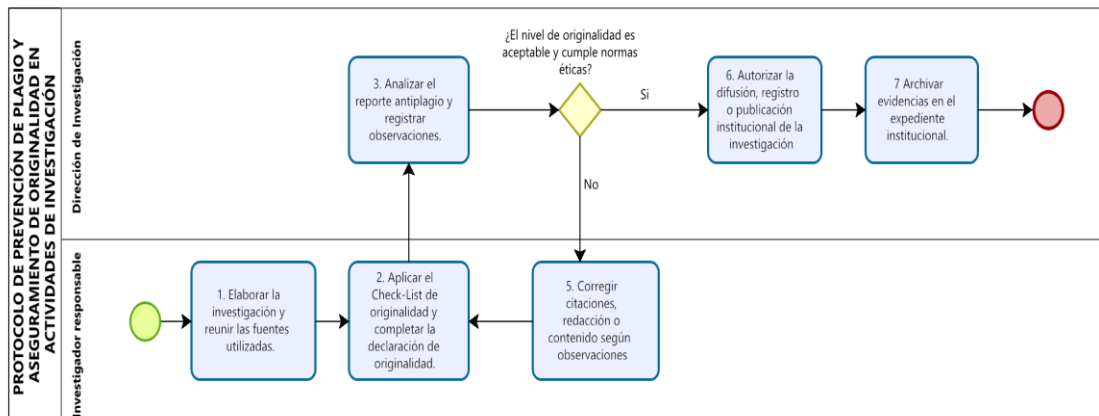 PROTOCOLO DE PREVENCIÓN DE PLAGIO Y
ASEGURAMIENTO DE ORIGINALIDAD EN
ACTIVIDADES DE INVESTIGACIÓN
Dirección de Investigación
3. Analizar el
reporte antiplagio y
registrar
observaciones.
¿El nivel de originalidad es
aceptable y cumple normas
éticas?
Si
No
6. Autorizar la
difusión, registro
o publicación
institucional de la
investigación
7 Archivar
evidencias en el
expediente
institucional.
Investigador responsable
1. Elaborar la
investigación y
reunir las fuentes
utilizadas.
2. Aplicar el
Check-List de
originalidad y
completar la
declaración de
originalidad.
5. Corregir
citaciones,
redacción o
contenido según
observaciones